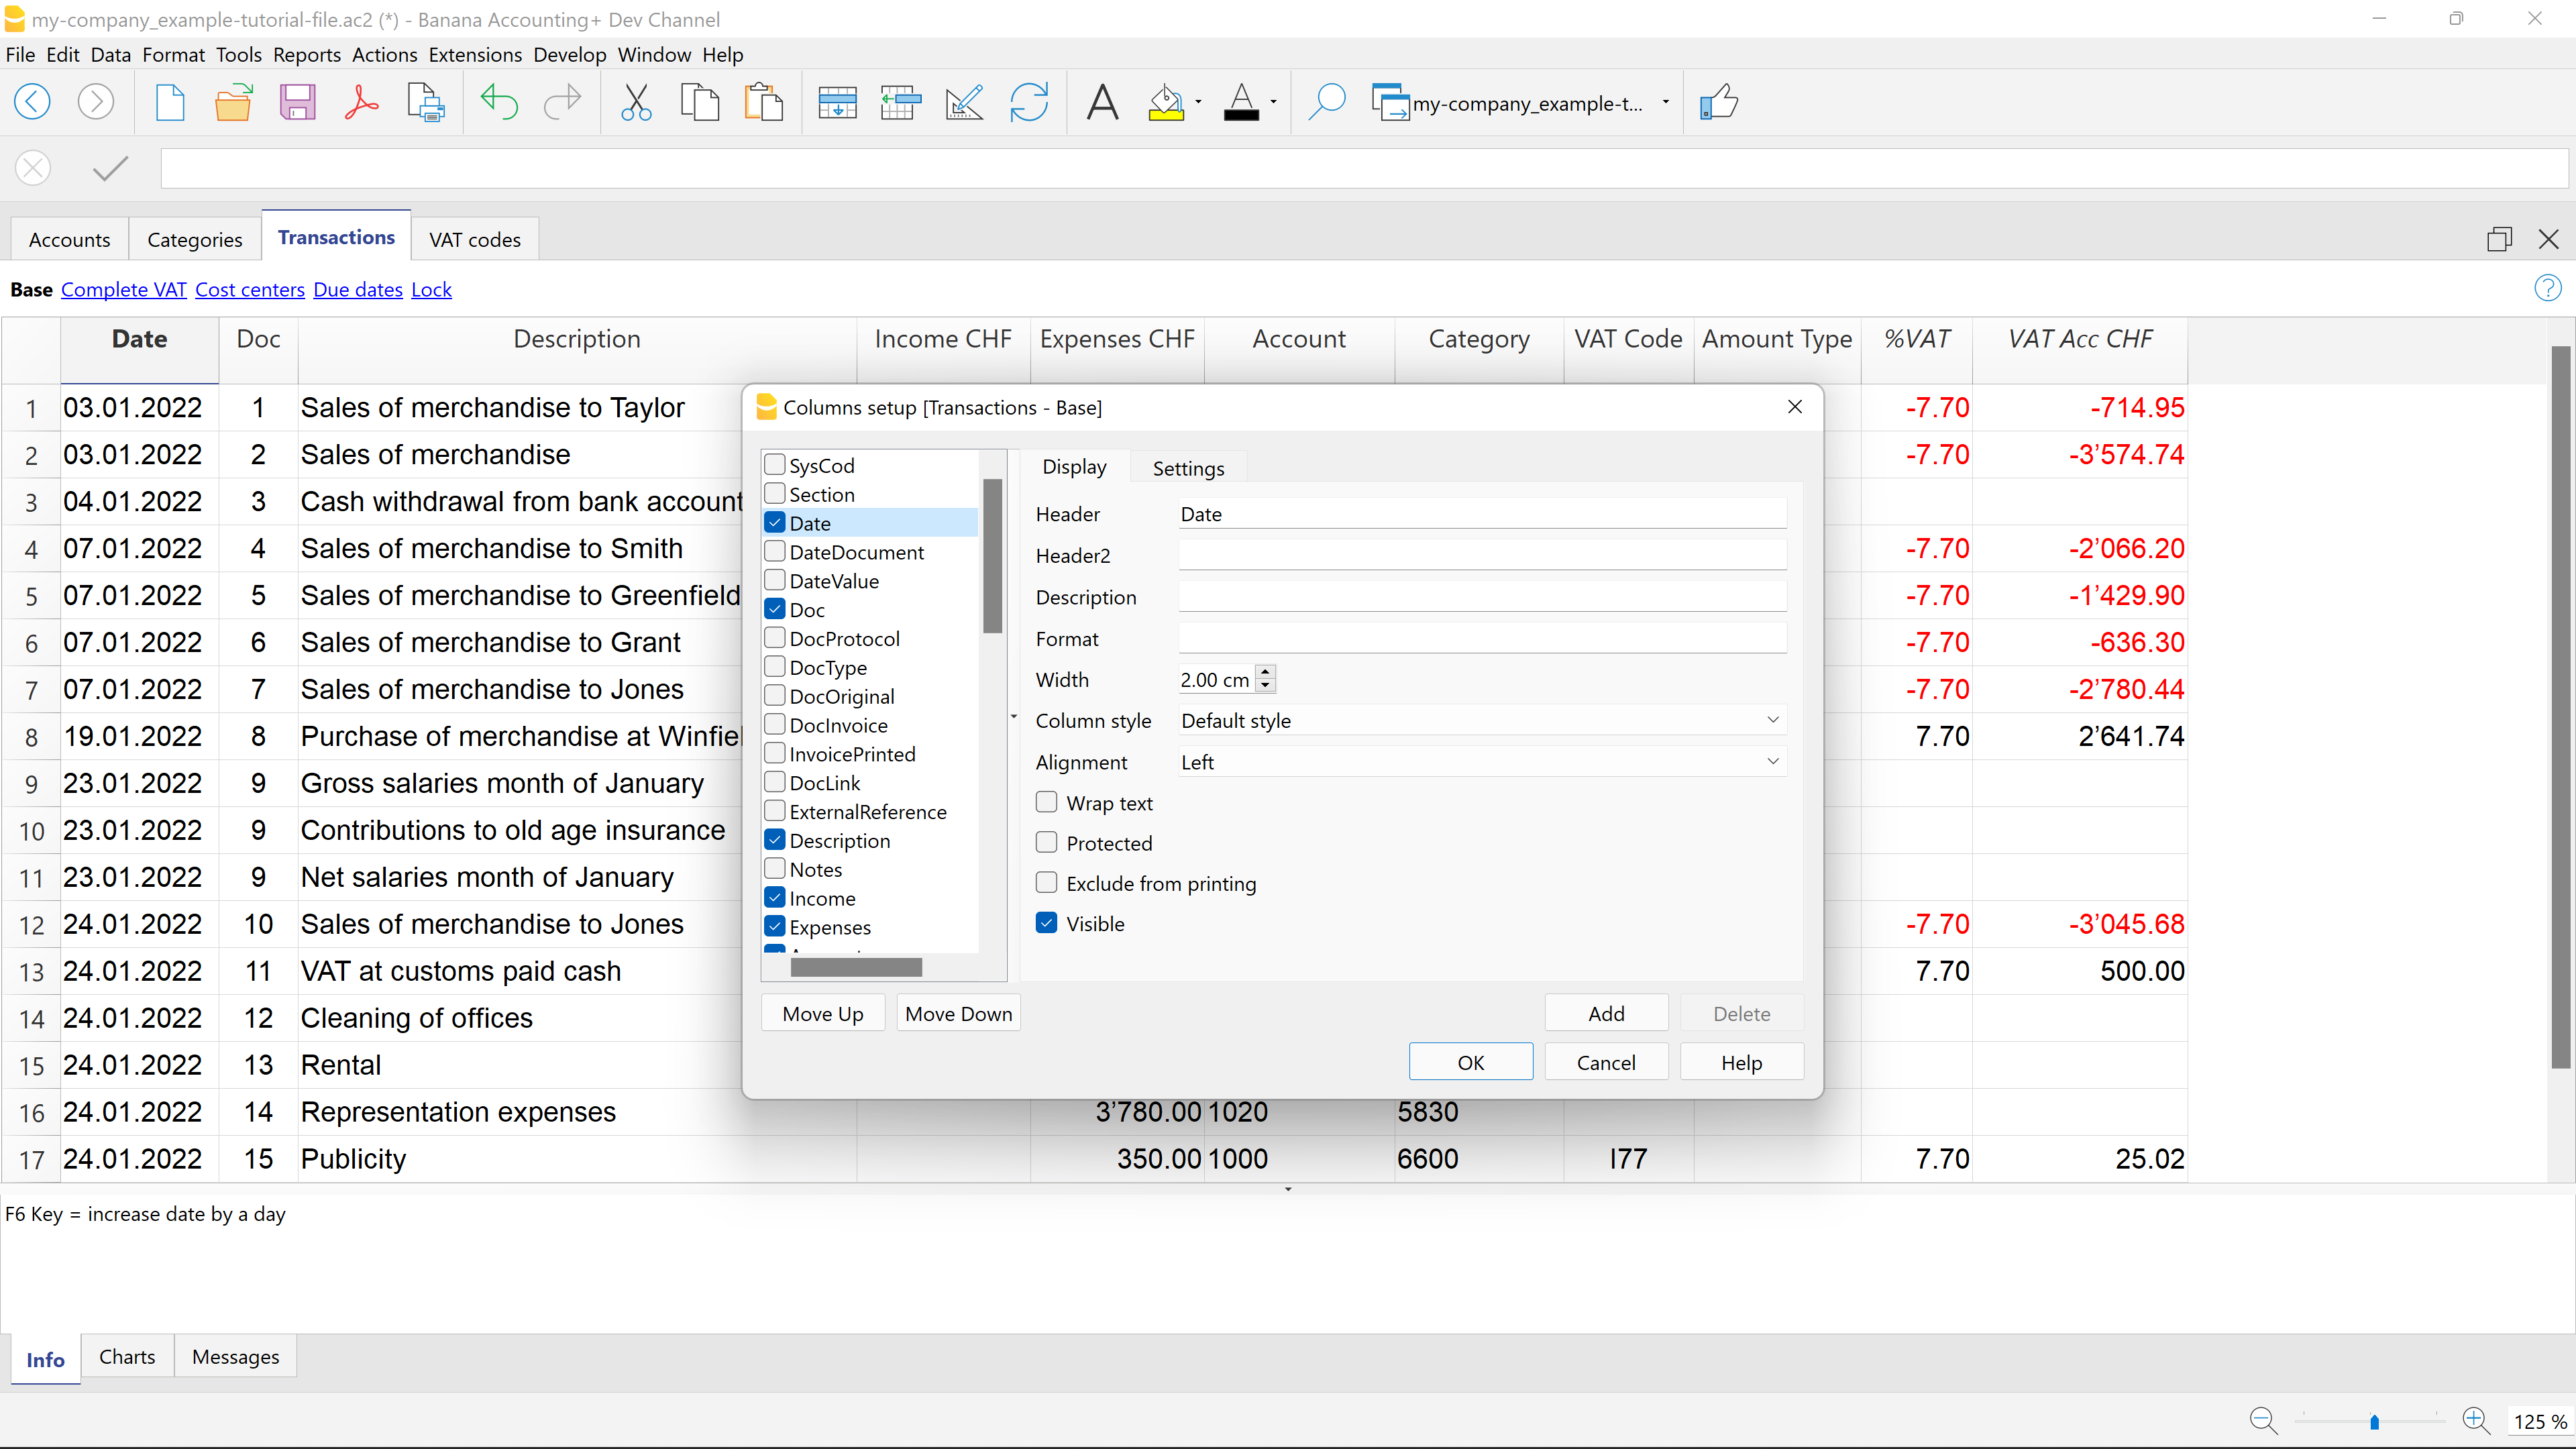 my-company_example-tutorial-file.ac2 (*) - Banana Accounting+ Dev Channel
File Edit Data Format Tools Reports Actions Extensions Develop Window Help
my-company_example-t...
Accounts Categories Transactions VAT codes
Base Complete VAT Cost centers Due dates Lock
Date Doc Description Income CHF Expenses CHF Account Category VAT Code Amount Type %VAT VAT Acc CHF
1 03.01.2022 1 Sales of merchandise to Taylor -7.70 -714.95
2 03.01.2022 2 Sales of merchandise -7.70 -3’574.74
3 04.01.2022 3 Cash withdrawal from bank account
4 07.01.2022 4 Sales of merchandise to Smith -7.70 -2’066.20
5 07.01.2022 5 Sales of merchandise to Greenfield -7.70 -1’429.90
6 07.01.2022 6 Sales of merchandise to Grant -7.70 -636.30
7 07.01.2022 7 Sales of merchandise to Jones -7.70 -2’780.44
8 19.01.2022 8 Purchase of merchandise at 7.70 2’641.74
9 23.01.2022 9 Gross salaries month of January
10 23.01.2022 9 Contributions to old age insurance
11 23.01.2022 9 Net salaries month of January
12 24.01.2022 10 Sales of merchandise to Jones -7.70 -3’045.68
13 24.01.2022 11 VAT at customs paid cash 7.70 500.00
14 24.01.2022 12 Cleaning of offices
15 24.01.2022 13 Rental
16 24.01.2022 14 Representation expenses 3’780.00 1020 5830
17 24.01.2022 15 Publicity 350.00 1000 6600 I77 7.70 25.02
Columns setup [Transactions - Base]
SysCod
Section
Date
DateDocument
DateValue
Doc
DocProtocol
DocType
DocOriginal
DocInvoice
InvoicePrinted
DocLink
ExternalReference
Description
Notes
Income
Expenses
Display Settings
Header Date
Header2
Description
Format
Width 2.00 cm
Column style Default style
Alignment Left
Wrap text
Protected
Exclude from printing
Visible
Move Up Move Down Add Delete
OK Cancel Help
F6 Key = increase date by a day
Info Charts Messages
125 %